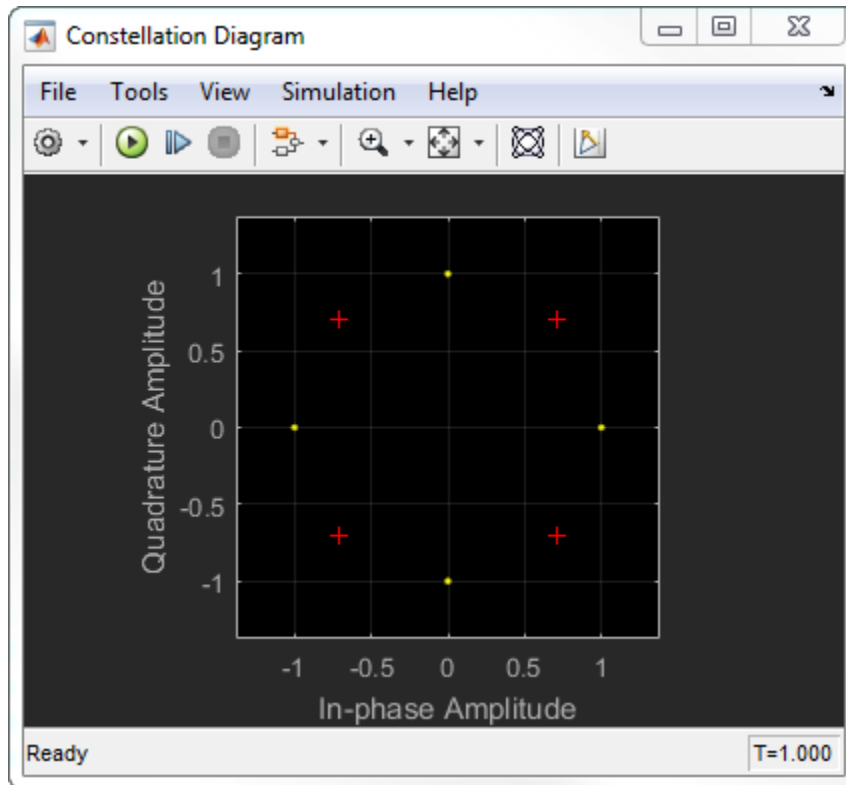 Constellation Diagram
File Tools View Simulation Help
Quadrature Amplitude
1
0.5
0
-0.5
-1
-1 -0.5 0 0.5 1
In-phase Amplitude
Ready T=1.000